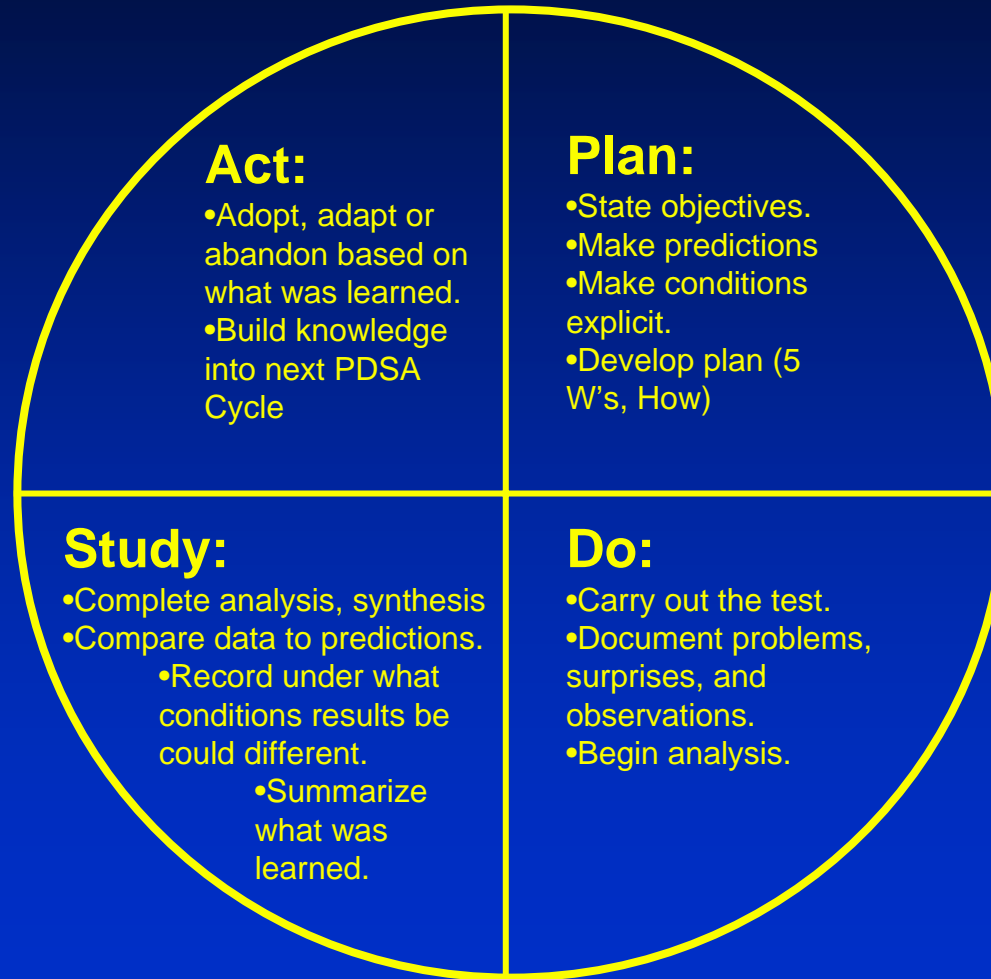 Act:
•Adopt, adapt or
abandon based on
what was learned.
•Build knowledge
into next PDSA
Cycle
Plan:
•State objectives.
•Make predictions
•Make conditions
explicit.
•Develop plan (5
W’s, How)
Study:
•Complete analysis, synthesis
•Compare data to predictions.
•Record under what
conditions results be
could different.
•Summarize
what was
learned.
Do:
•Carry out the test.
•Document problems,
surprises, and
observations.
•Begin analysis.